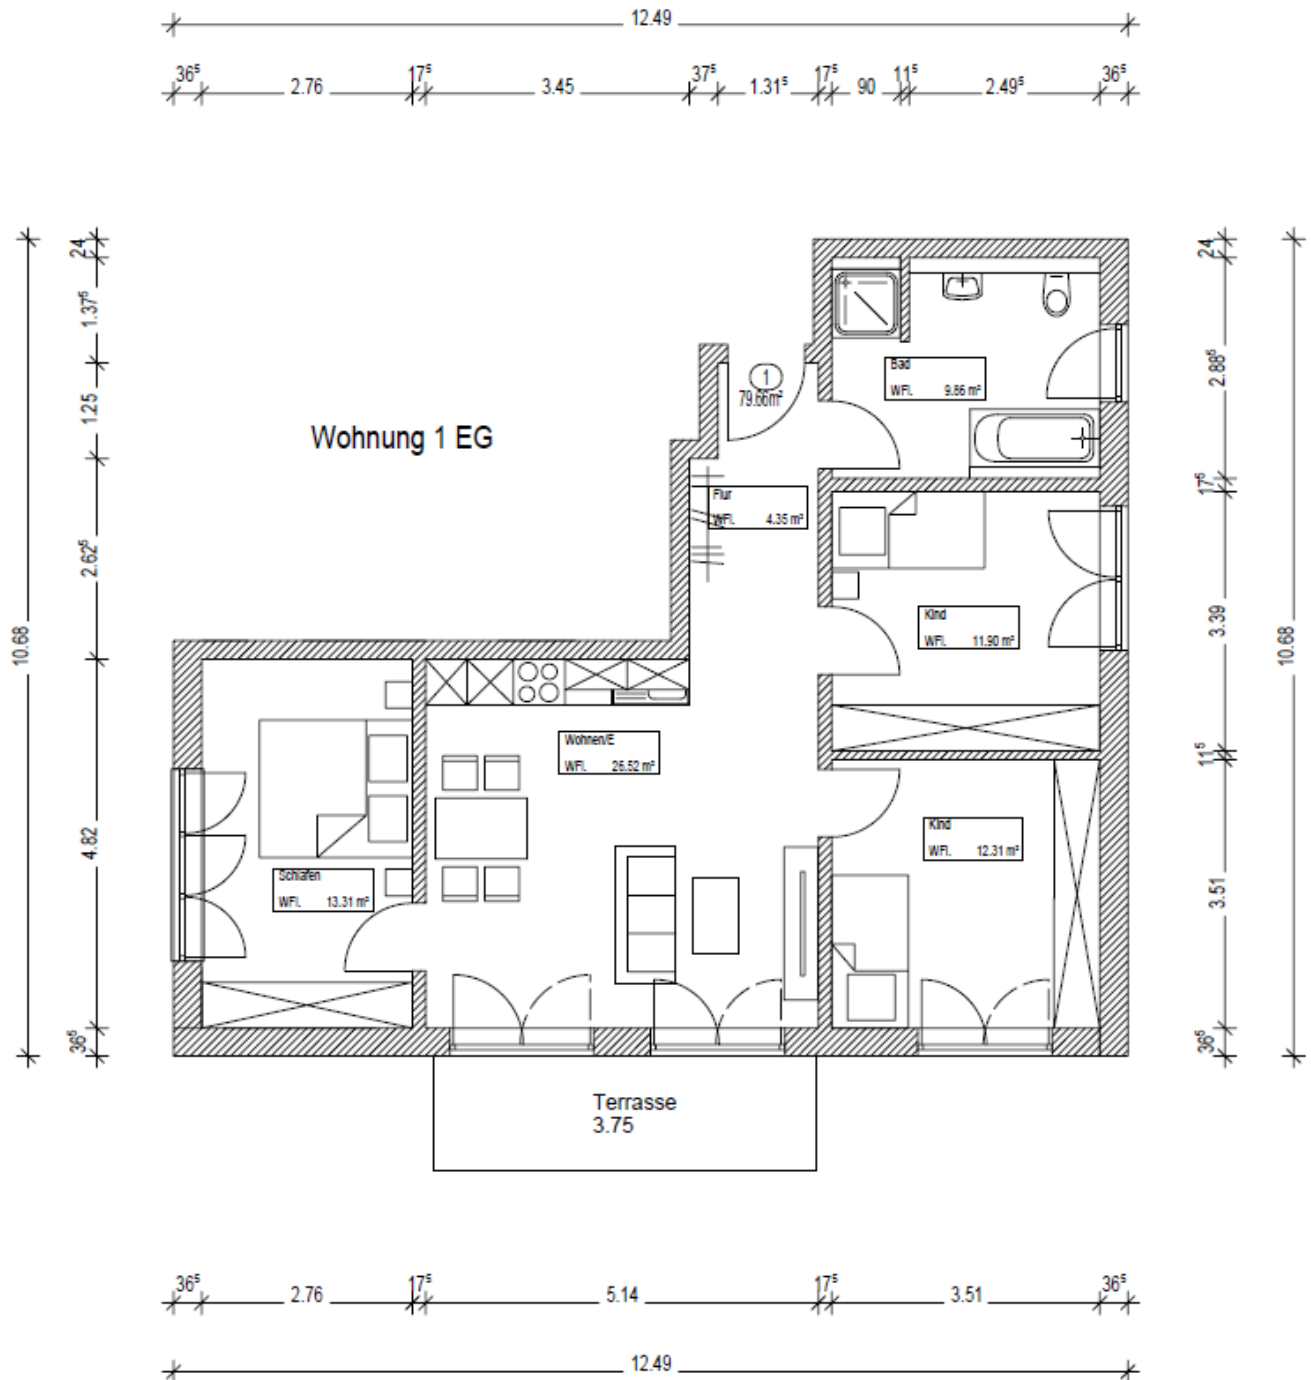 12.49
36⁵ 2.76 17⁵ 3.45 37⁵ 1.31⁵ 17⁵ 90 11⁵ 2.49⁵ 36⁵
24
1.37⁵
1.25
2.62⁵
4.82
36⁵
10.68
Wohnung 1 EG
1
79.66m²
Bad
WFl. 9.86 m²
Flur
WFl. 4.35 m²
Kind
WFl. 11.90 m²
Wohnen/E
WFl. 26.52 m²
Kind
WFl. 12.31 m²
Schlafen
WFl. 13.31 m²
Terrasse
3.75
24
2.88⁵
17⁵
3.39
11⁵
3.51
36⁵
10.68
36⁵ 2.76 17⁵ 5.14 17⁵ 3.51 36⁵
12.49